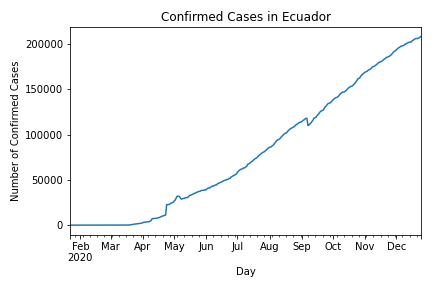 Confirmed Cases in Ecuador
200000
150000
100000
50000
0
Number of Confirmed Cases
Feb Mar Apr May Jun Jul Aug Sep Oct Nov Dec
2020
Day